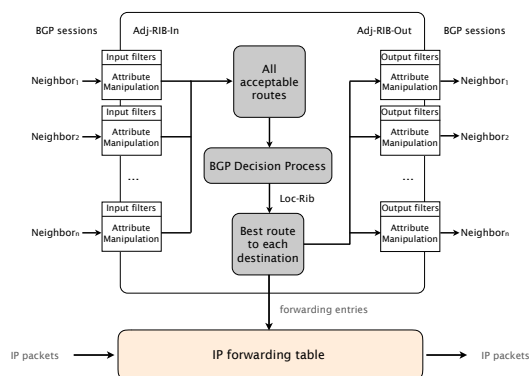 BGP sessions
Adj-RIB-In
Adj-RIB-Out
BGP sessions
Input filters
Attribute
Manipulation
Neighbor1
Input filters
Attribute
Manipulation
Neighbor2
...
...
Input filters
Attribute
Manipulation
Neighborn
All
acceptable
routes
BGP Decision Process
Loc-Rib
Best route
to each
destination
Output filters
Attribute
Manipulation
Neighbor1
Output filters
Attribute
Manipulation
Neighbor2
...
...
Output filters
Attribute
Manipulation
Neighborn
forwarding entries
IP packets
IP forwarding table
IP packets